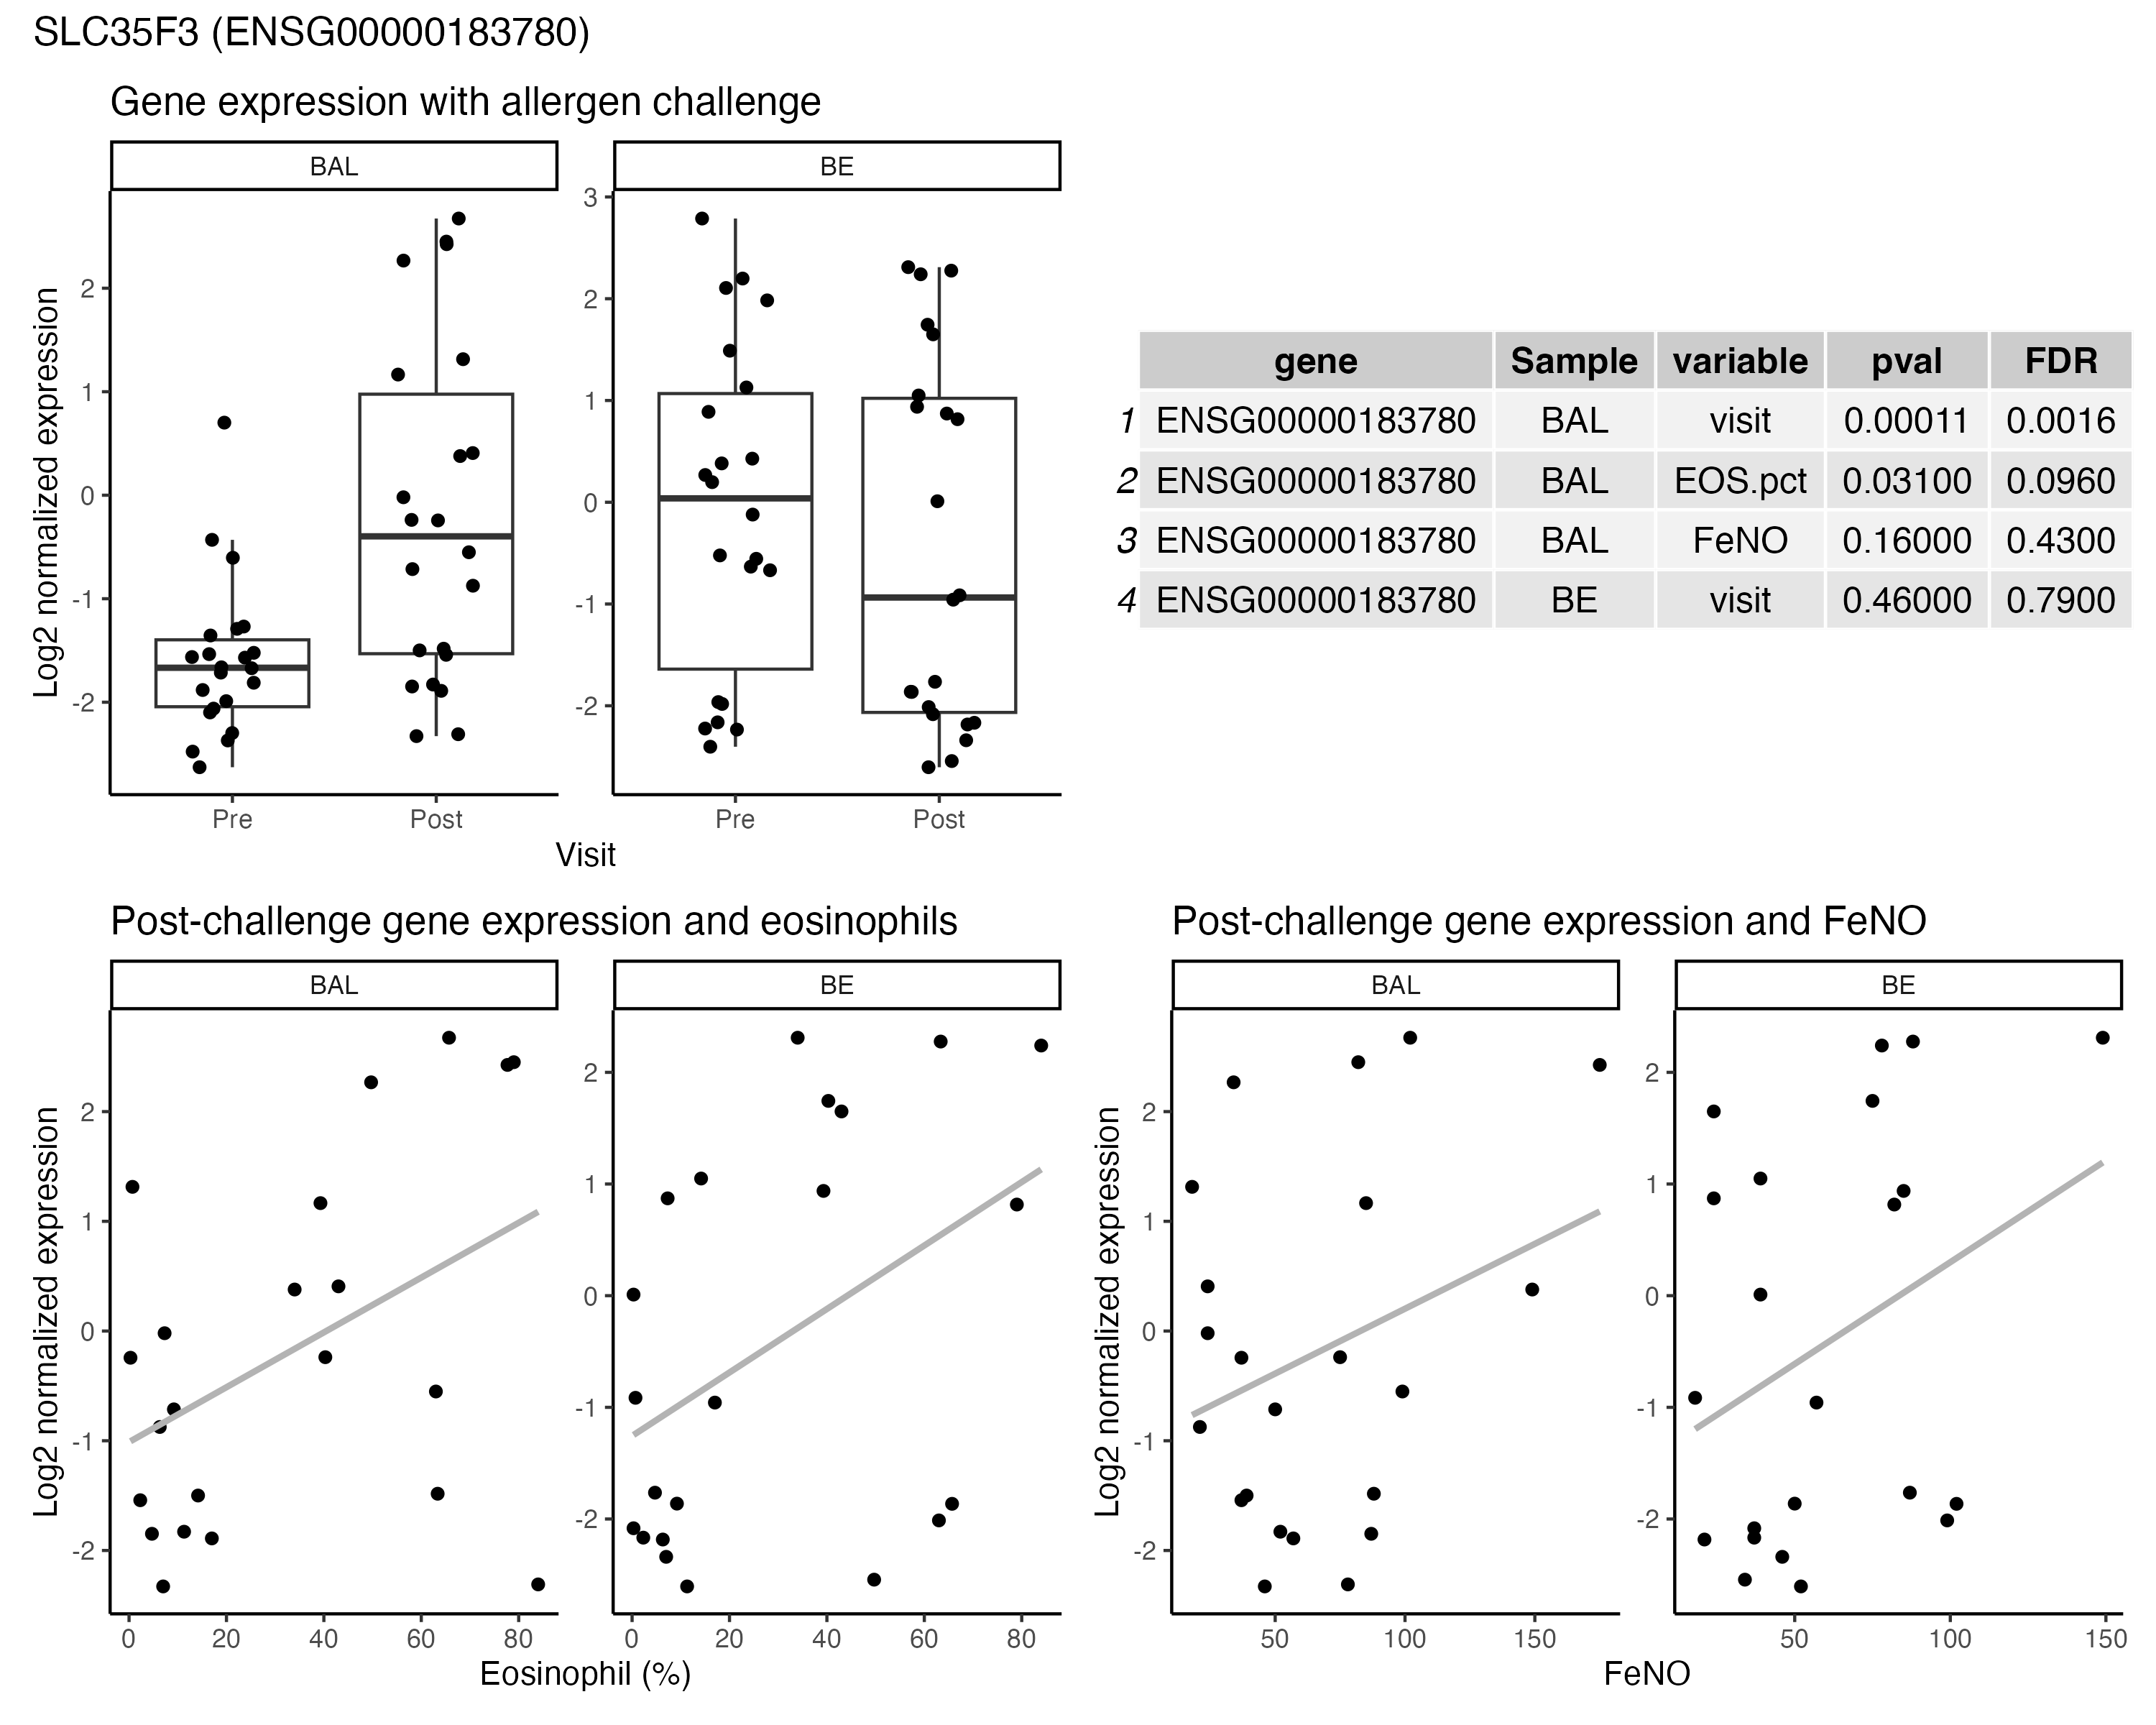 SLC35F3 (ENSG00000183780)
Gene expression with allergen challenge
BAL
BE
Log2 normalized expression
2
1
0
-1
-2
3
2
1
0
-1
-2
Pre
Post
Pre
Post
Visit
gene Sample variable pval FDR
1 ENSG00000183780 BAL visit 0.00011 0.0016
2 ENSG00000183780 BAL EOS.pct 0.03100 0.0960
3 ENSG00000183780 BAL FeNO 0.16000 0.4300
4 ENSG00000183780 BE visit 0.46000 0.7900
Post-challenge gene expression and eosinophils
BAL
BE
Log2 normalized expression
2
1
0
-1
-2
2
1
0
-1
-2
0 20 40 60 80
0 20 40 60 80
Eosinophil (%)
Post-challenge gene expression and FeNO
BAL
BE
Log2 normalized expression
2
1
0
-1
-2
2
1
0
-1
-2
50 100 150
50 100 150
FeNO